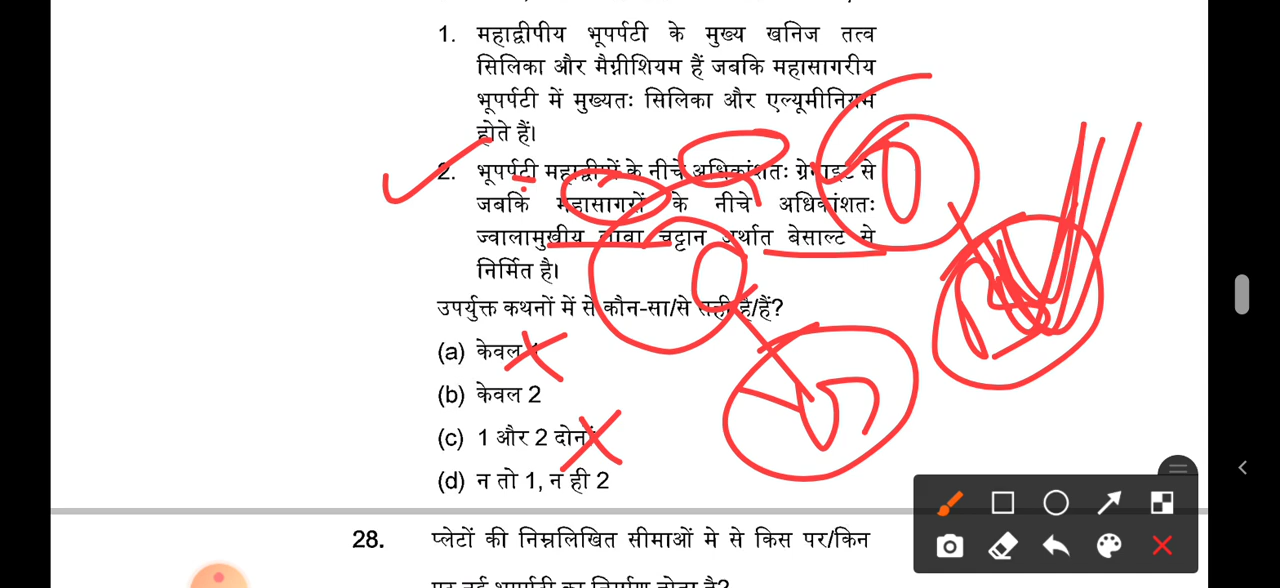 1. महाद्वीपीय भूपर्पटी के मुख्य खनिज तत्व
सिलिका और मैग्नीशियम हैं जबकि महासागरीय
भूपर्पटी में मुख्यतः सिलिका और एल्यूमीनियम
होते हैं।
2. भूपर्पटी महाद्वीपों के नीचे अधिकांशतः ग्रेनाइट से
जबकि महासागरों के नीचे अधिकांशतः
ज्वालामुखीय लावा चट्टान अर्थात बेसाल्ट से
निर्मित है।
उपर्युक्त कथनों में से कौन-सा/से सही है/हैं?
(a) केवल 1
(b) केवल 2
(c) 1 और 2 दोनों
(d) न तो 1, न ही 2
28. प्लेटों की निम्नलिखित सीमाओं मे से किस पर/किन